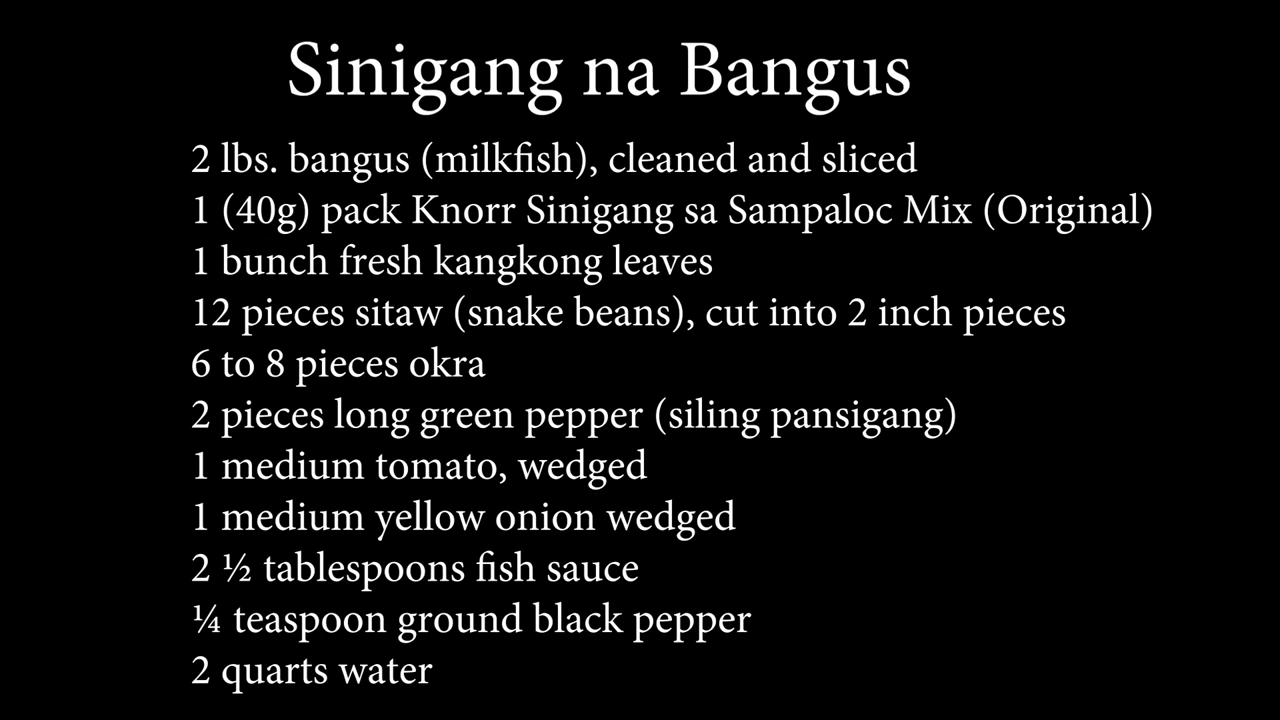 Sinigang na Bangus
2 lbs. bangus (milkfish), cleaned and sliced
1 (40g) pack Knorr Sinigang sa Sampaloc Mix (Original)
1 bunch fresh kangkong leaves
12 pieces sitaw (snake beans), cut into 2 inch pieces
6 to 8 pieces okra
2 pieces long green pepper (siling pansigang)
1 medium tomato, wedged
1 medium yellow onion wedged
2 ½ tablespoons fish sauce
¼ teaspoon ground black pepper
2 quarts water